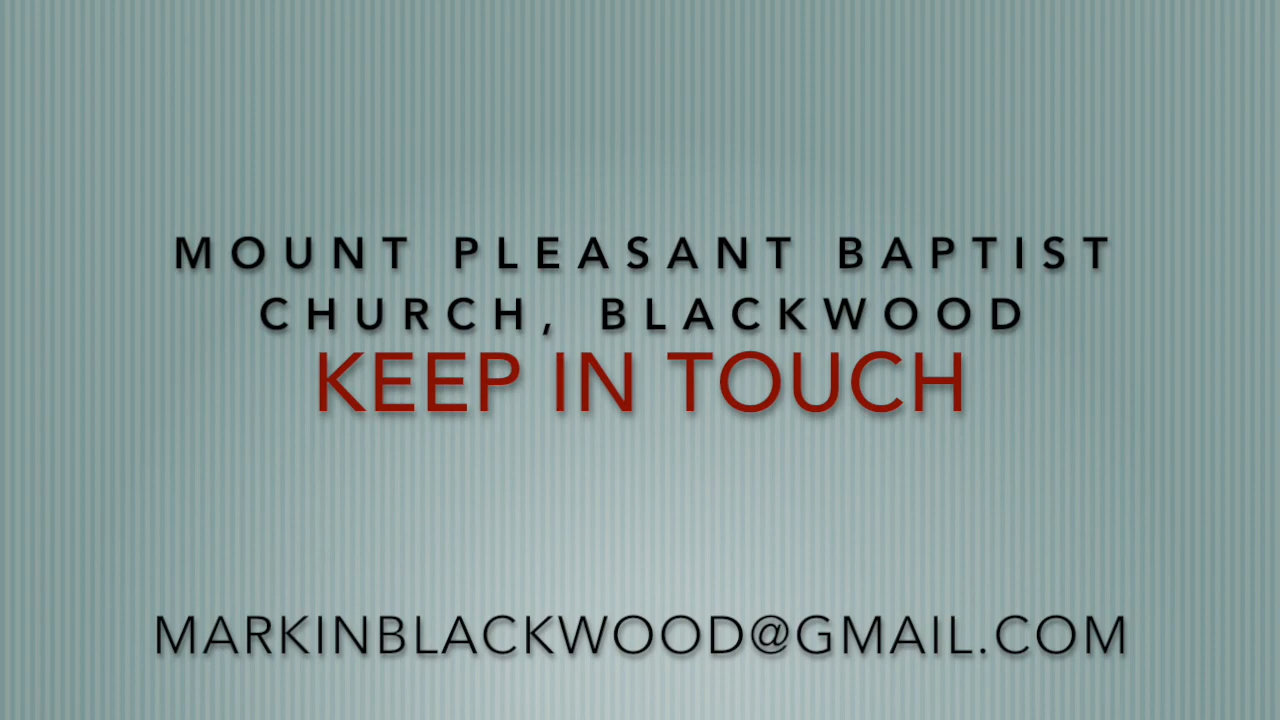 MOUNT PLEASANT BAPTIST
CHURCH, BLACKWOOD
KEEP IN TOUCH
MARKINBLACKWOOD@GMAIL.COM